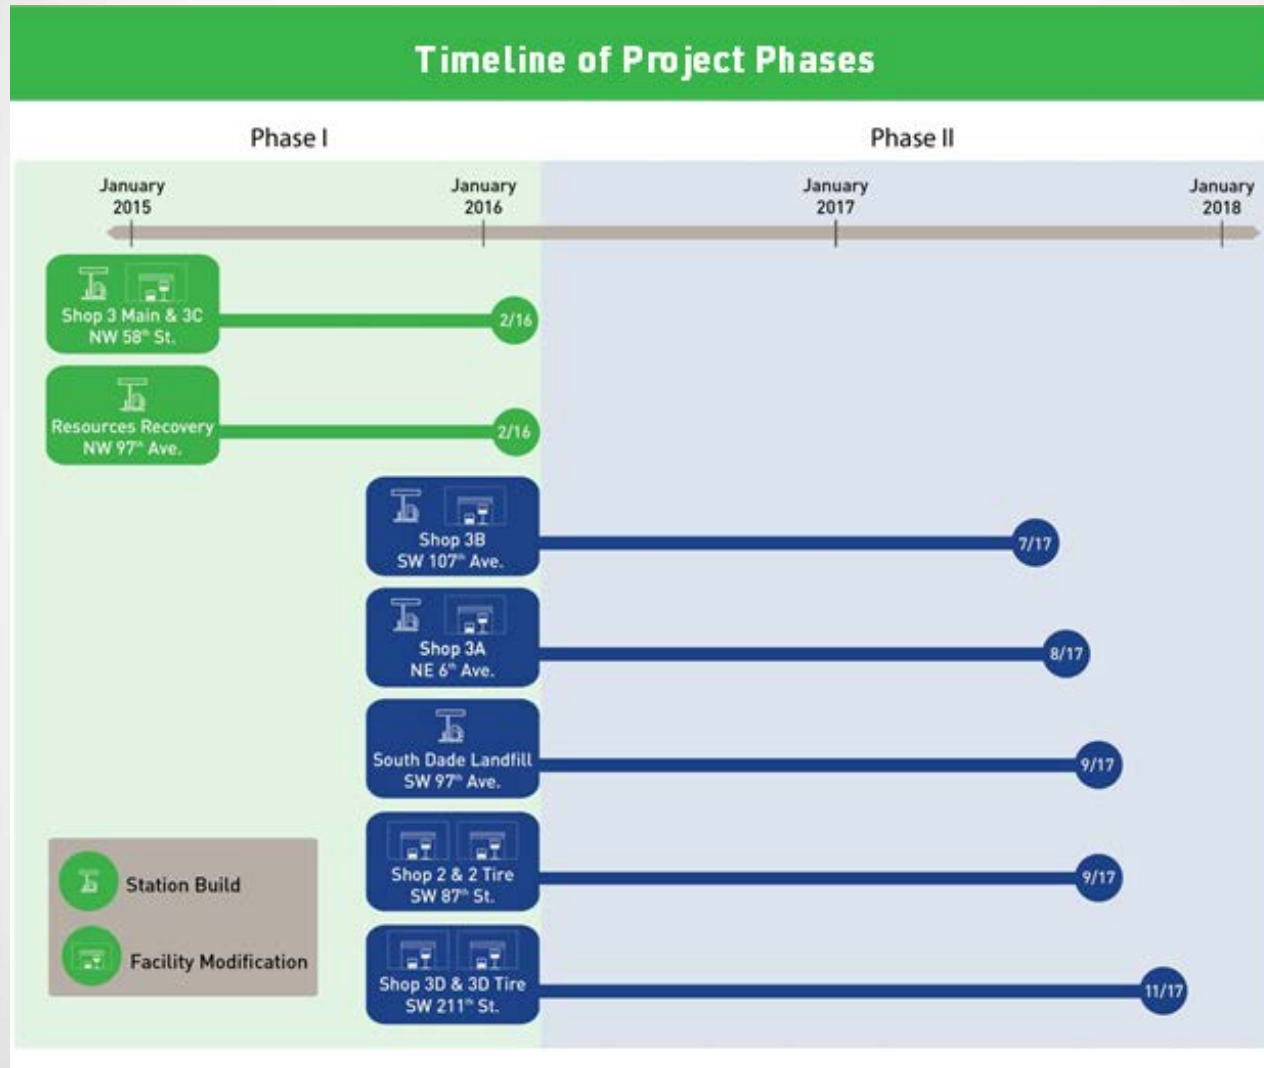 Timeline of Project Phases
Phase I
Phase II
January
2015
January
2016
January
2017
January
2018
Shop 3 Main & 3C
NW 58th St.
2/16
Resources Recovery
NW 97th Ave.
2/16
Shop 3B
SW 107th Ave.
7/17
Shop 3A
NE 6th Ave.
8/17
South Dade Landfill
SW 97th Ave.
9/17
Shop 2 & 2 Tire
SW 87th St.
9/17
Shop 3D & 3D Tire
SW 211th St.
11/17
Station Build
Facility Modification